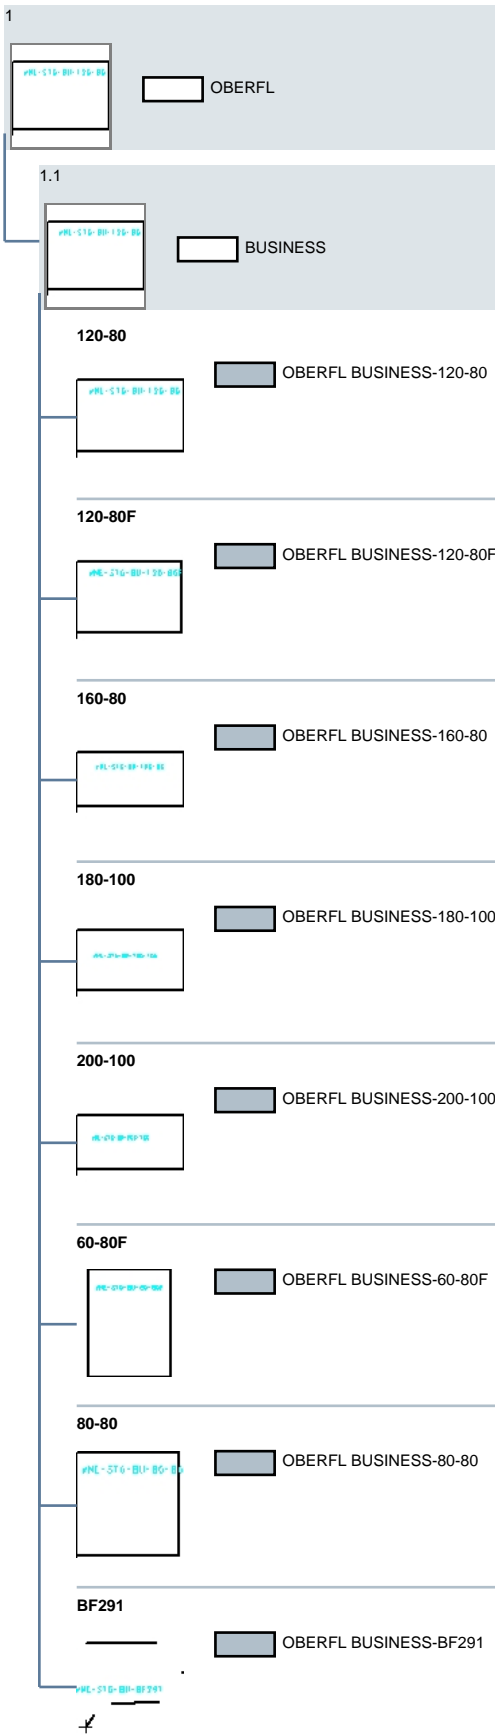 1
OBERFL
1.1
BUSINESS
120-80
OBERFL BUSINESS-120-80
120-80F
OBERFL BUSINESS-120-80F
160-80
OBERFL BUSINESS-160-80
180-100
OBERFL BUSINESS-180-100
200-100
OBERFL BUSINESS-200-100
60-80F
OBERFL BUSINESS-60-80F
80-80
OBERFL BUSINESS-80-80
BF291
OBERFL BUSINESS-BF291